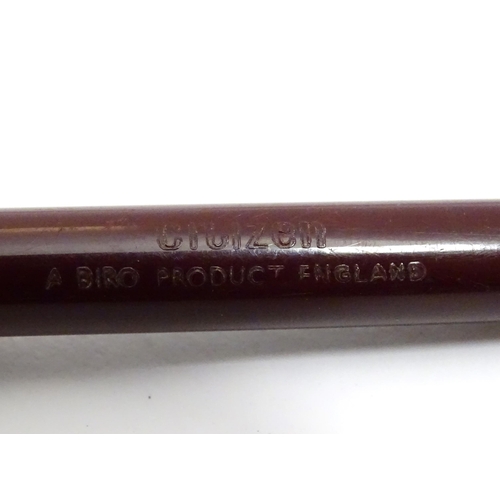 Citizen
A BIRO PRODUCT ENGLAND